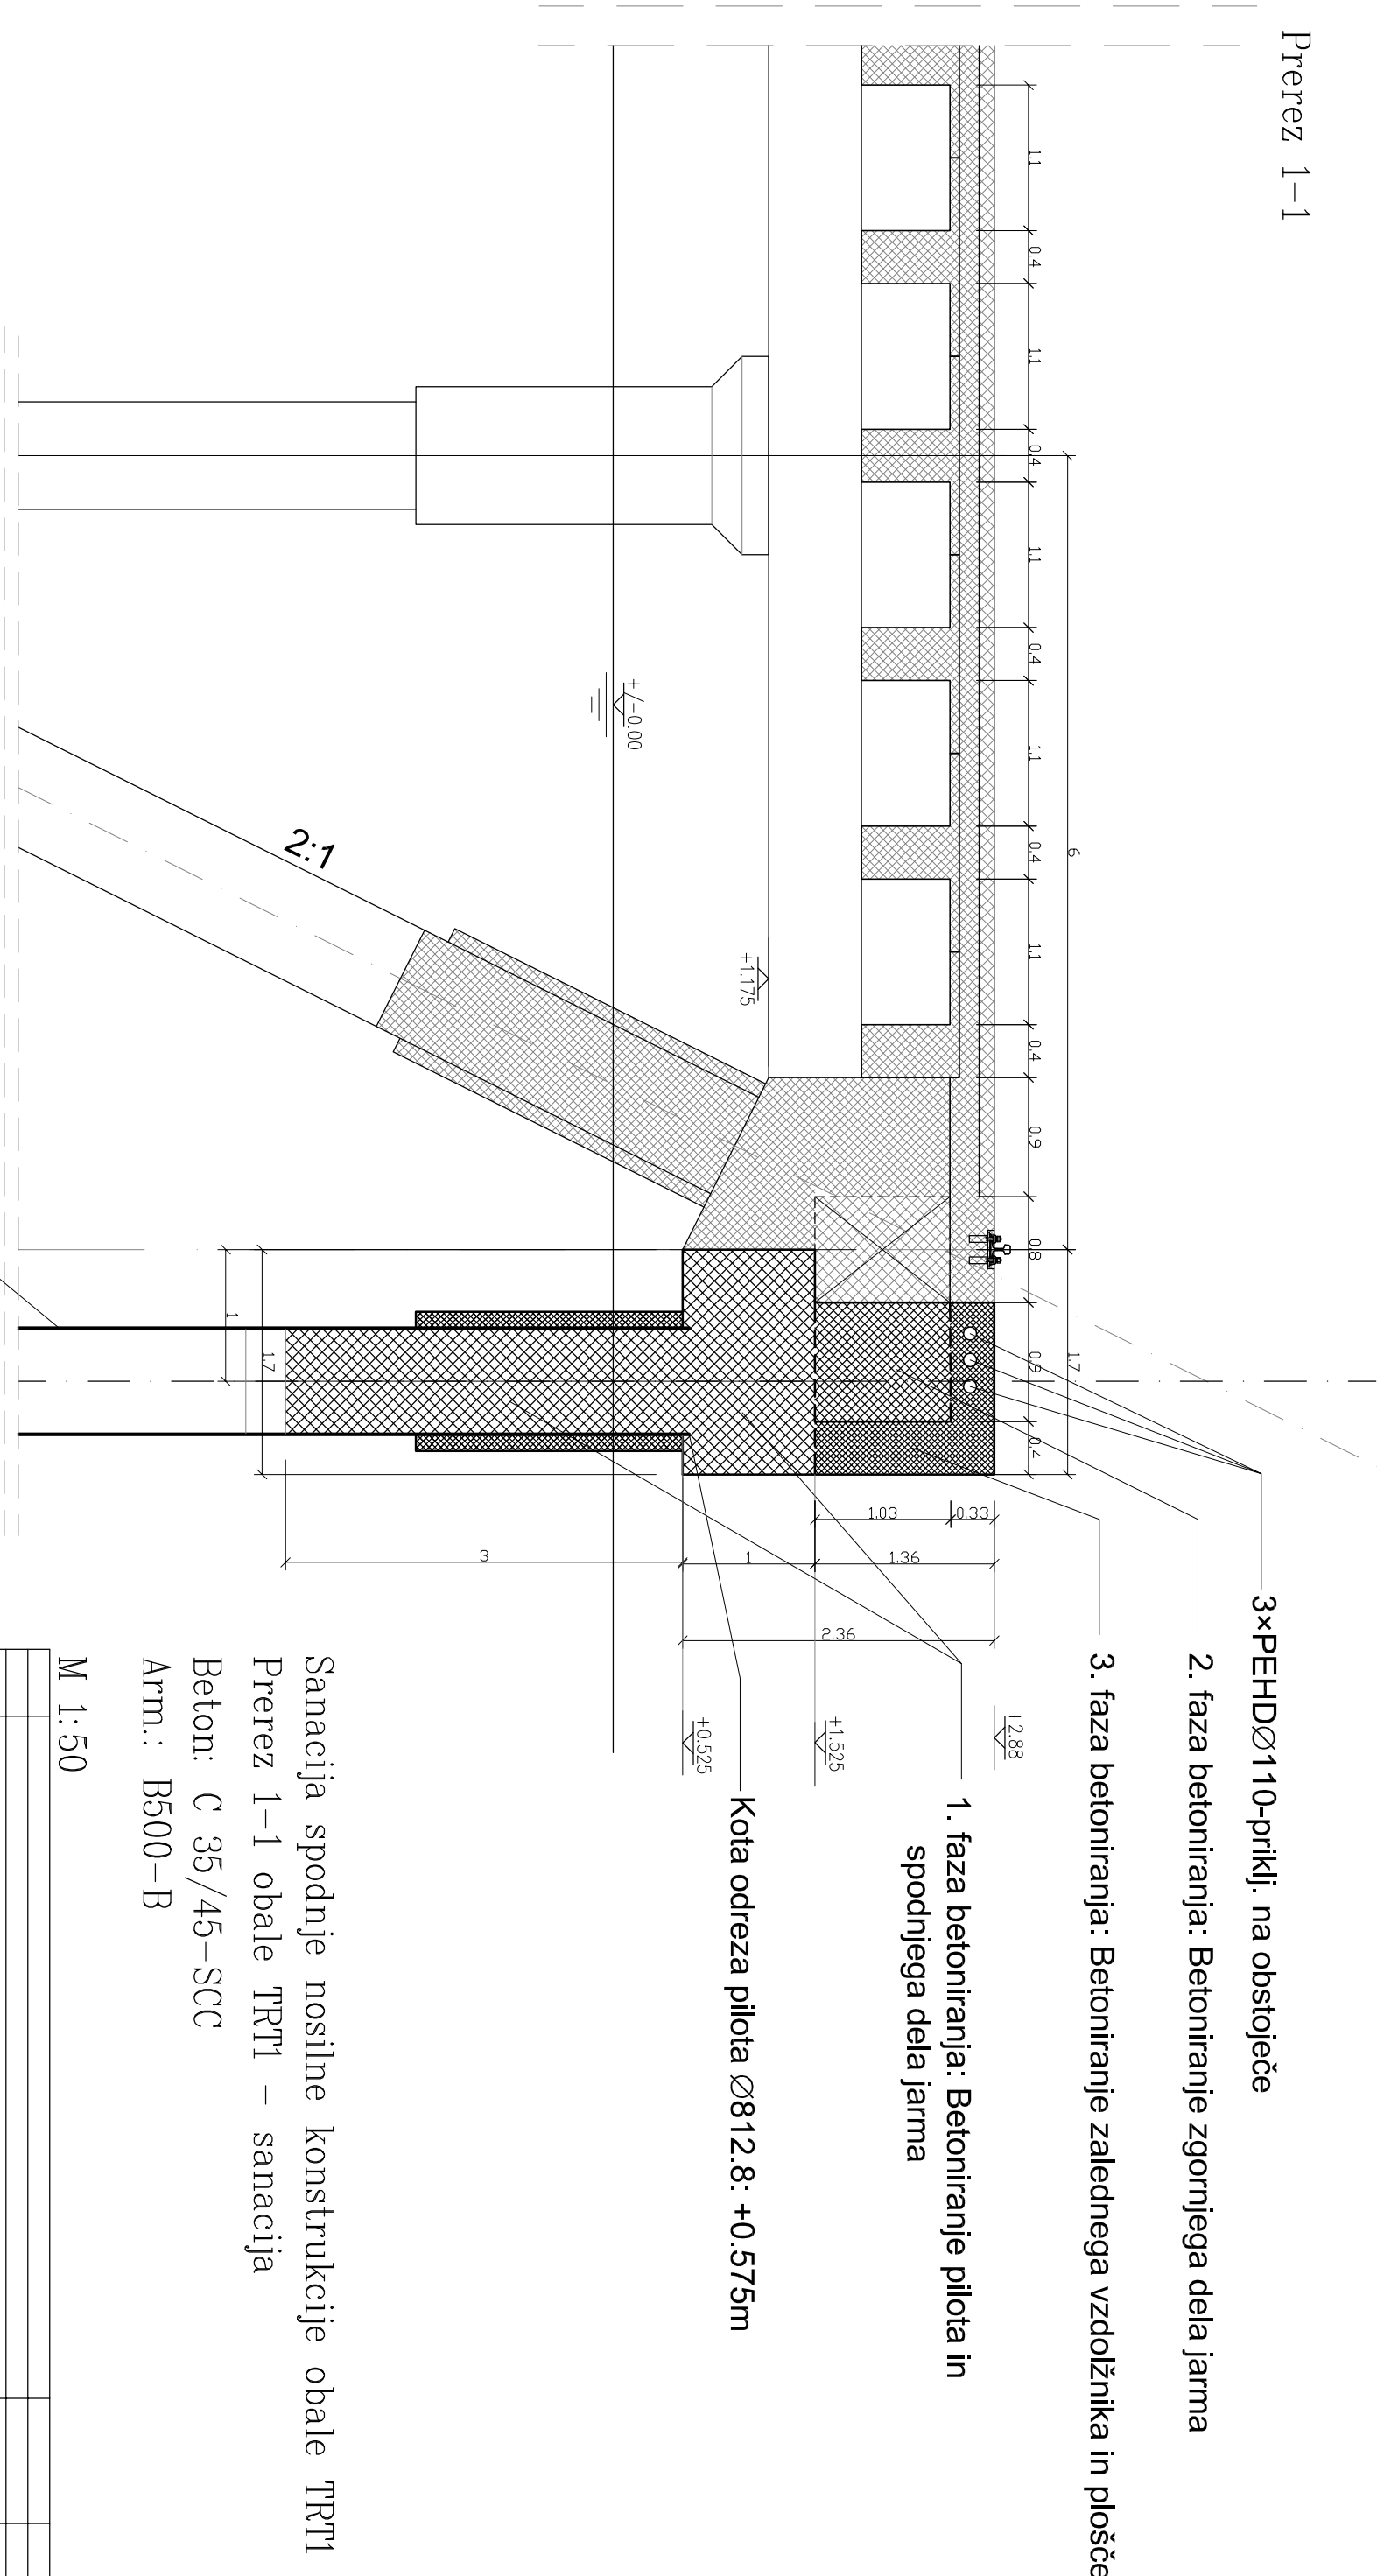 Prerez 1-1
1.1
0.4
1.1
0.4
1.1
0.4
1.1
0.4
1.1
0.4
0.9
0.8
0.9
0.4
6
1.7
+/-0.00
+1.175
2:1
1
1.7
1.03
0.33
3
1
1.36
2.36
+2.88
+1.525
+0.525
3×PEHDØ110-priklj. na obstoječe
2. faza betoniranja: Betoniranje zgornjega dela jarma
3. faza betoniranja: Betoniranje zalednega vzdolžnika in plošče
1. faza betoniranja: Betoniranje pilota in
spodnjega dela jarma
Kota odreza pilota Ø812.8: +0.575m
Sanacija spodnje nosilne konstrukcije obale TRT1
Prerez 1-1 obale TRT1 - sanacija
Beton: C 35/45-SCC
Arm.: B500-B
M 1:50